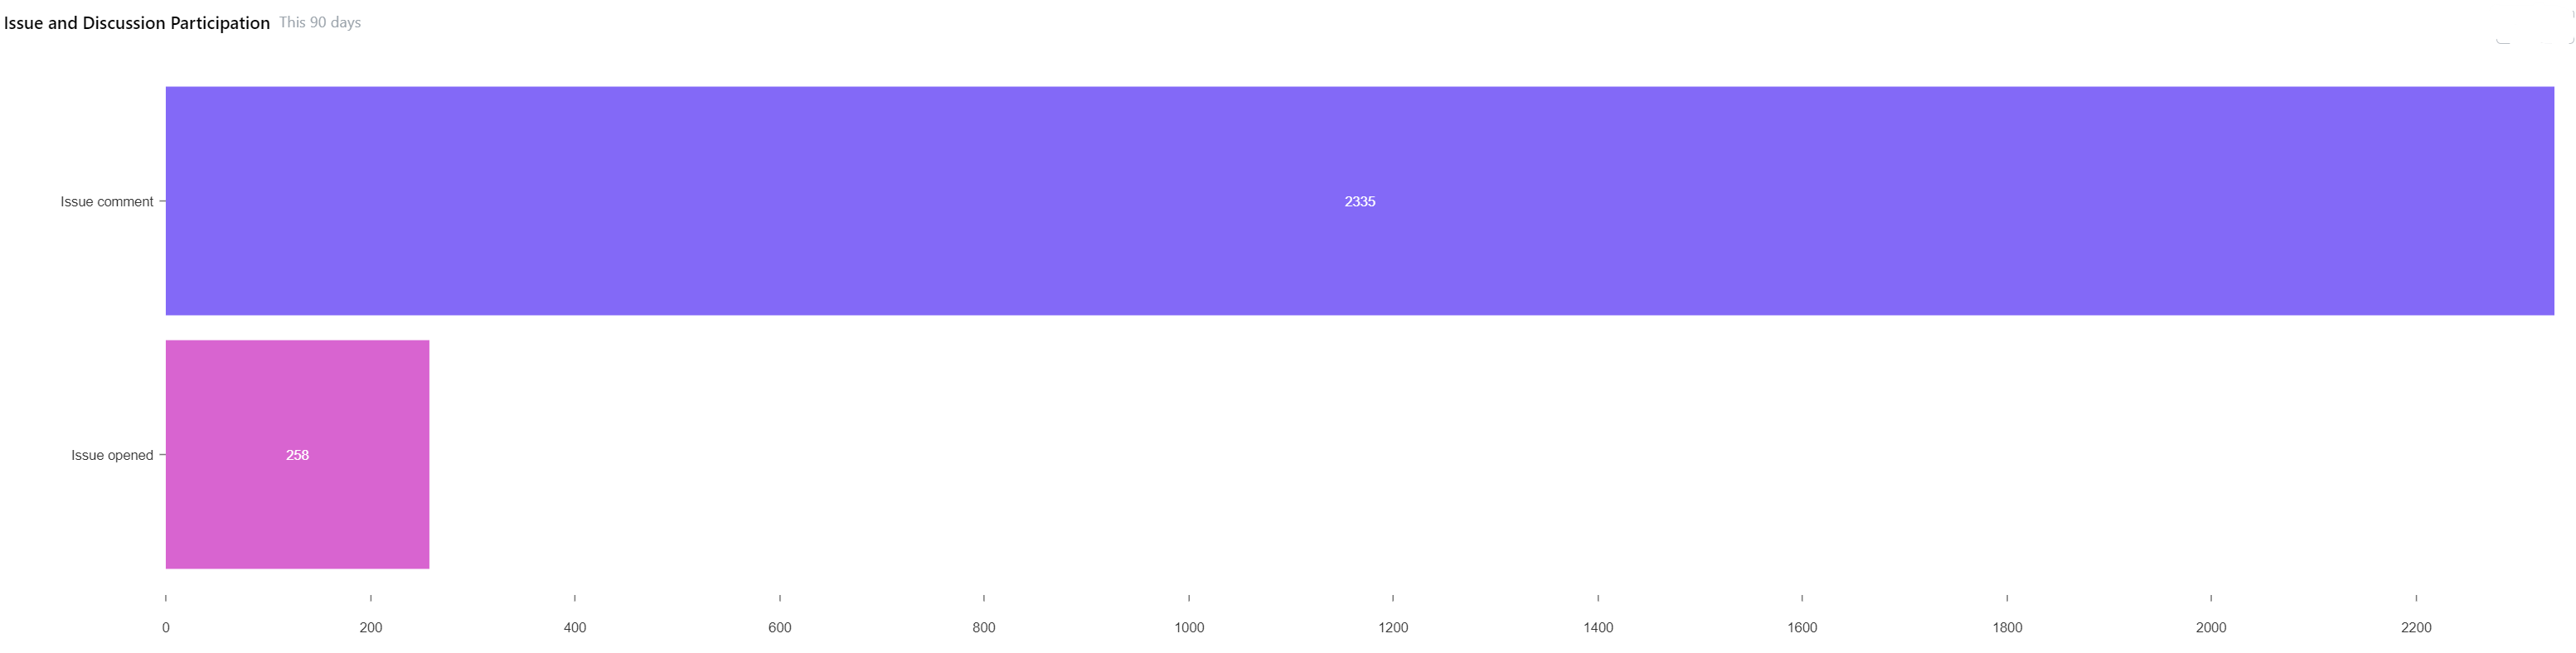 Issue and Discussion Participation This 90 days
Issue comment
2335
Issue opened
258
0 200 400 600 800 1000 1200 1400 1600 1800 2000 2200